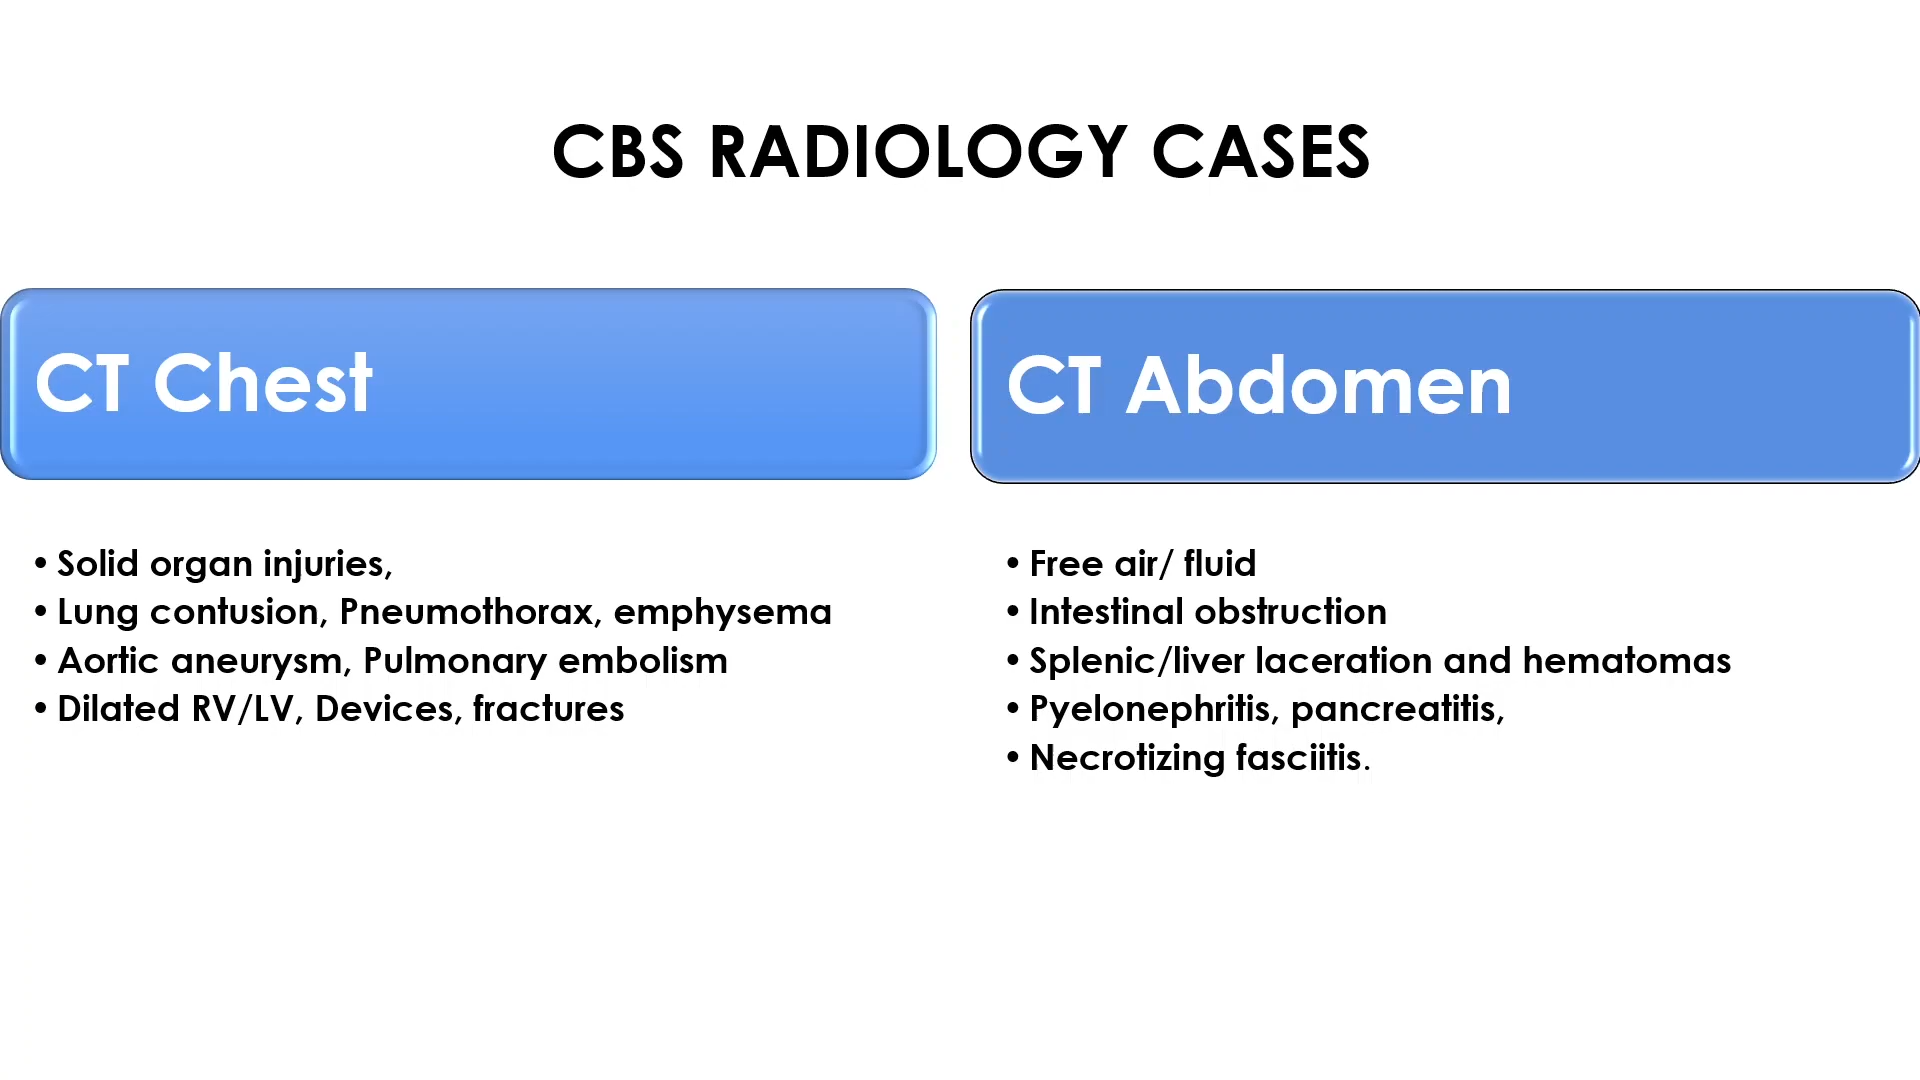 CBS RADIOLOGY CASES
CT Chest
• Solid organ injuries,
• Lung contusion, Pneumothorax, emphysema
• Aortic aneurysm, Pulmonary embolism
• Dilated RV/LV, Devices, fractures
CT Abdomen
• Free air/ fluid
• Intestinal obstruction
• Splenic/liver laceration and hematomas
• Pyelonephritis, pancreatitis,
• Necrotizing fasciitis.